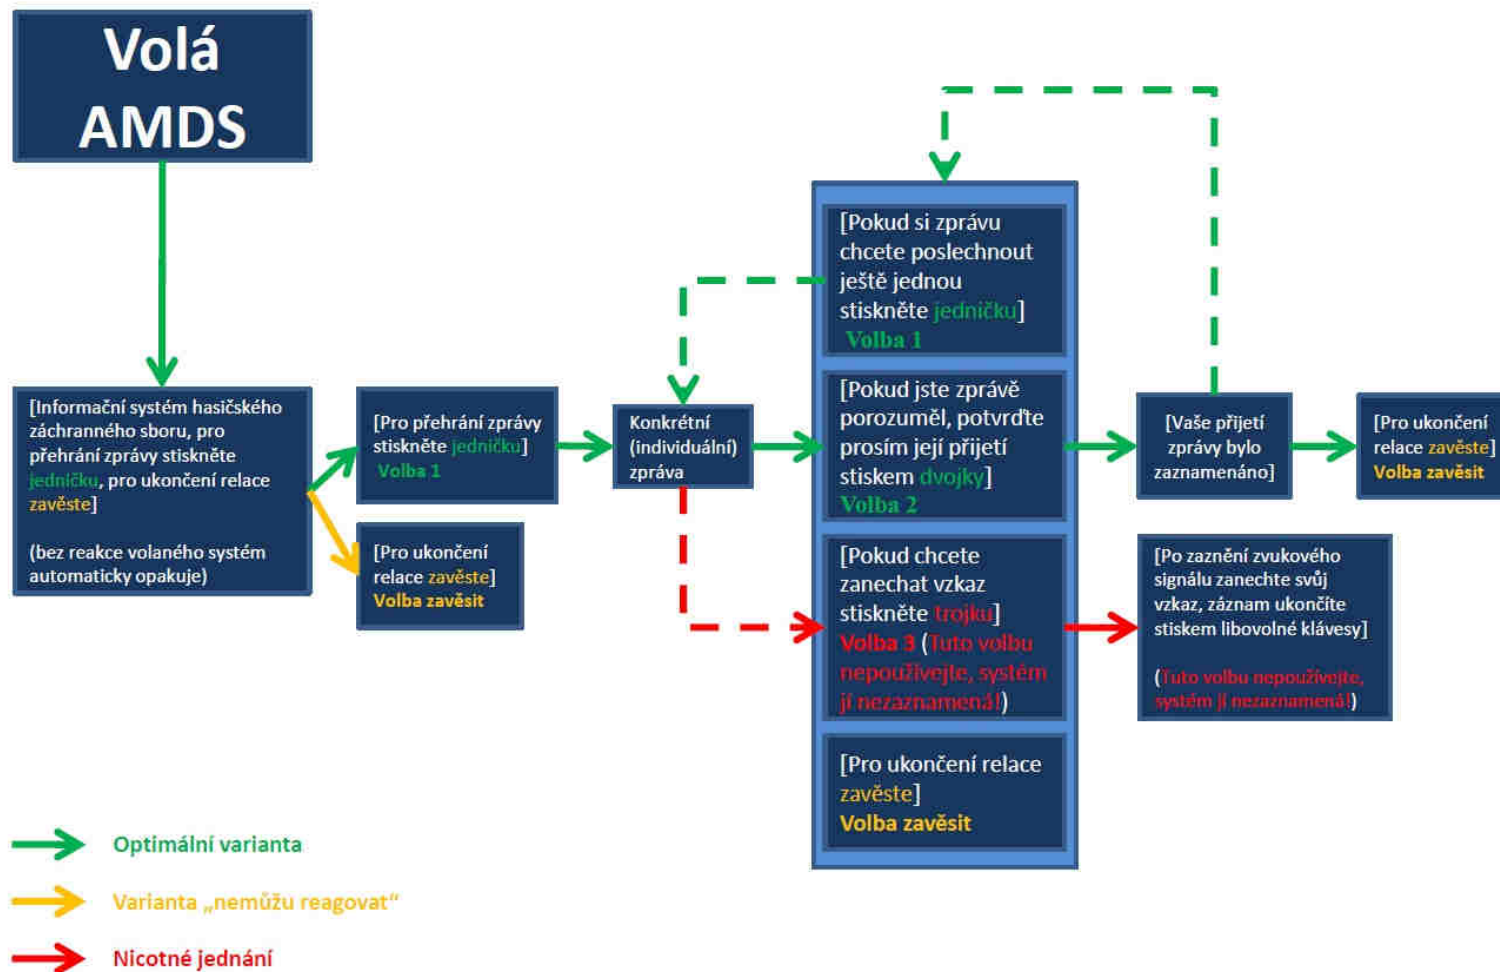 Volá
AMDS
[Informační systém hasičského
záchranného sboru, pro
přehrání zprávy stiskněte
jedničku, pro ukončení relace
zavěste]
(bez reakce volaného systém
automaticky opakuje)
[Pro přehrání zprávy
stiskněte jedničku]
Volba 1
[Pro ukončení
relace zavěste]
Volba zavěsit
Konkrétní
(individuální)
zpráva
[Pokud si zprávu
chcete poslechnout
ještě jednou
stiskněte jedničku]
Volba 1
[Pokud jste zprávě
porozuměl, potvrďte
prosím její přijetí
stiskem dvojky]
Volba 2
[Pokud chcete
zanechat vzkaz
stiskněte trojku]
Volba 3 (Tuto volbu
nepoužívejte, systém
jí nezaznamená!)
[Pro ukončení relace
zavěste]
Volba zavěsit
[Vaše přijetí
zprávy bylo
zaznamenáno]
[Pro ukončení
relace zavěste]
Volba zavěsit
[Po zaznění zvukového
signálu zanechte svůj
vzkaz, záznam ukončíte
stiskem libovolné klávesy]
(Tuto volbu nepoužívejte,
systém jí nezaznamená!)
Optimální varianta
Varianta „nemůžu reagovat“
Nicotné jednání